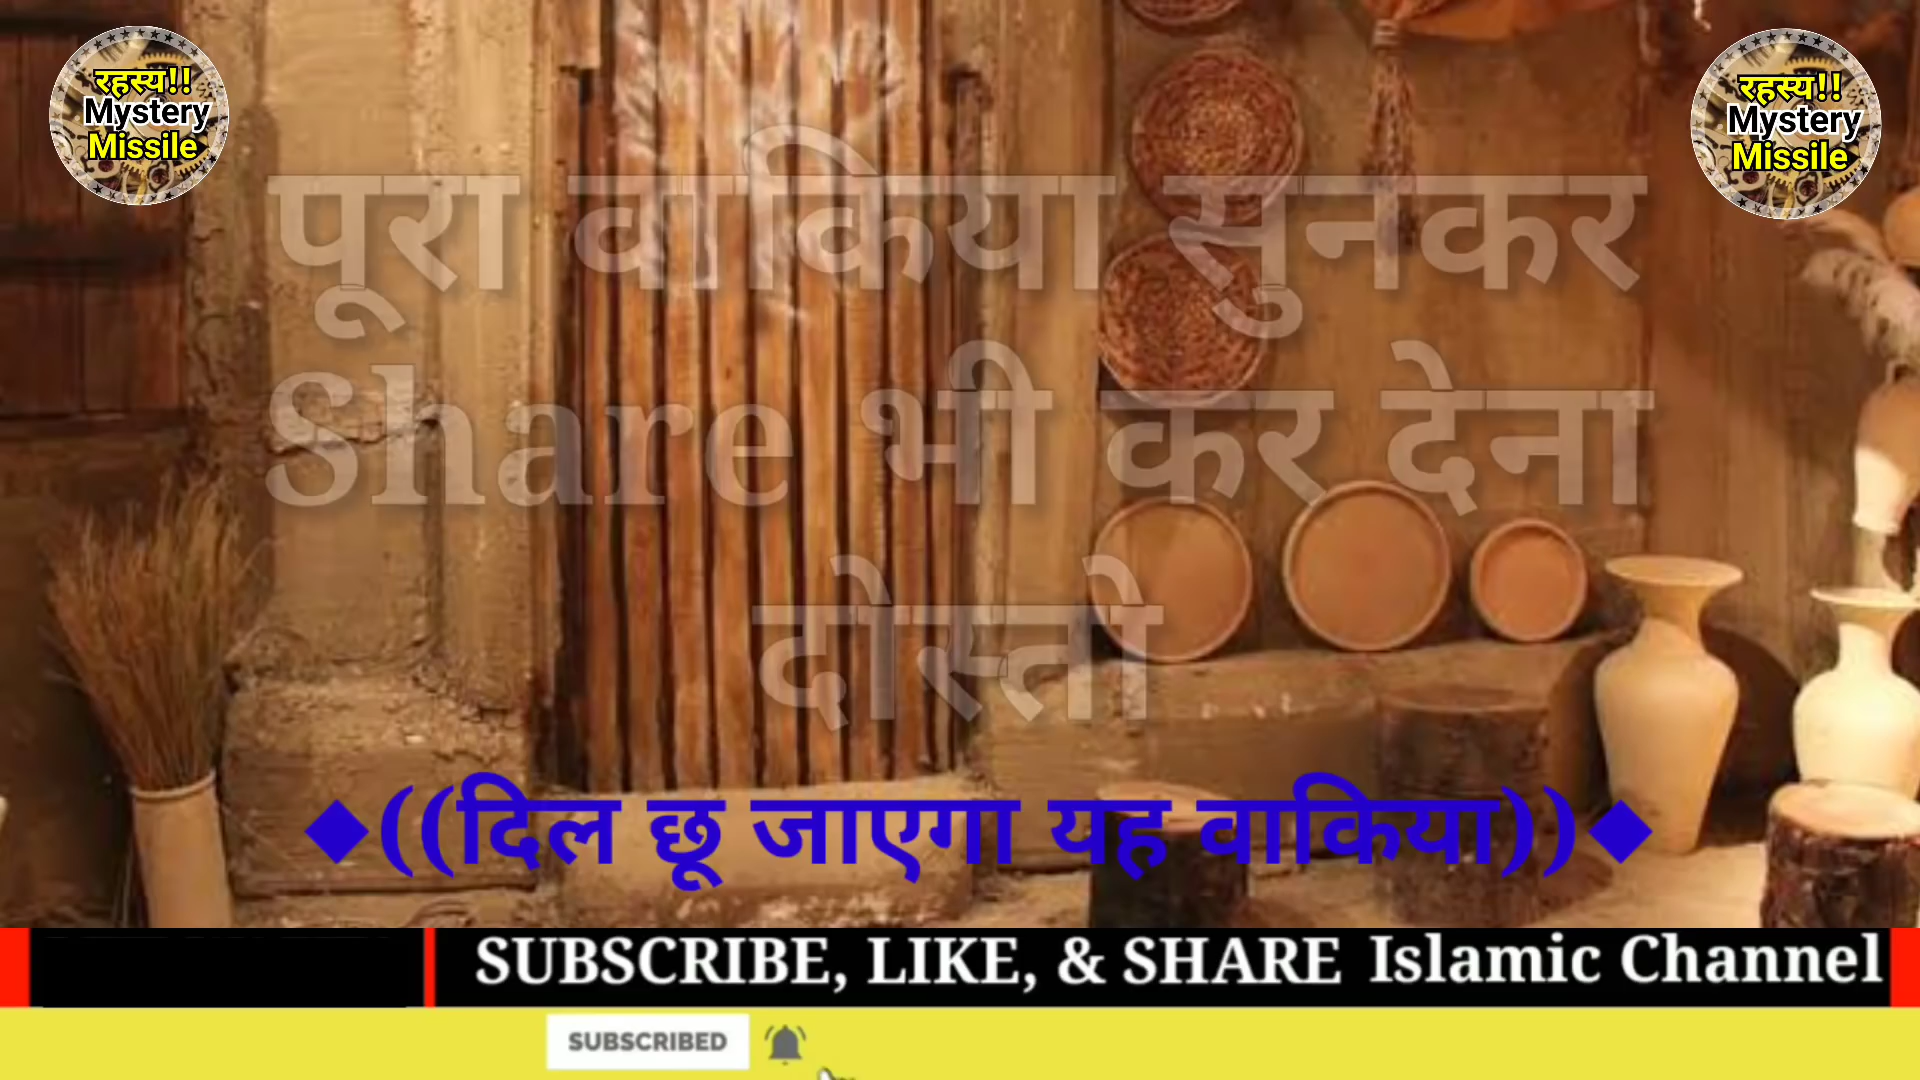 रहस्य!!
Mystery
Missile
रहस्य!!
Mystery
Missile
पूरा वाकिया सुनकर
Share भी कर देना
दोस्तो
◆((दिल छू जाएगा यह वाकिया))◆
SUBSCRIBE, LIKE, & SHARE Islamic Channel
SUBSCRIBED